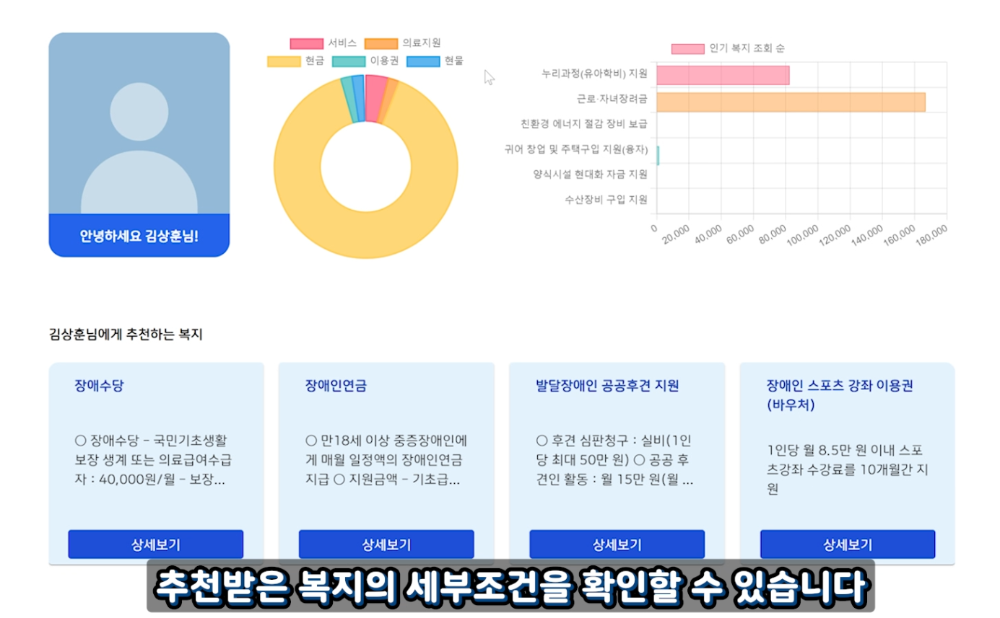 서비스 의료지원
현금 이용권 현물
안녕하세요 김상훈님!
인기 복지 조회 순
누리과정(유아학비) 지원
근로·자녀장려금
친환경 에너지 절감 장비 보급
귀어 창업 및 주택구입 지원(융자)
양식시설 현대화 자금 지원
수산장비 구입 지원
0 20,000 40,000 60,000 80,000 100,000 120,000 140,000 160,000 180,000
김상훈님에게 추천하는 복지
장애수당
○ 장애수당 - 국민기초생활
보장 생계 또는 의료급여수급
자 : 40,000원/월 - 보장...
상세보기
장애인연금
○ 만18세 이상 중증장애인에
게 매월 일정액의 장애인연금
지급 ○ 지원금액 - 기초급...
상세보기
발달장애인 공공후견 지원
○ 후견 심판청구 : 실비(1인
당 최대 50만 원) ○ 공공 후
견인 활동 : 월 15만 원(월 ...
상세보기
장애인 스포츠 강좌 이용권
(바우처)
1인당 월 8.5만 원 이내 스포
츠강좌 수강료를 10개월간 지
원
상세보기
추천받은 복지의 세부조건을 확인할 수 있습니다